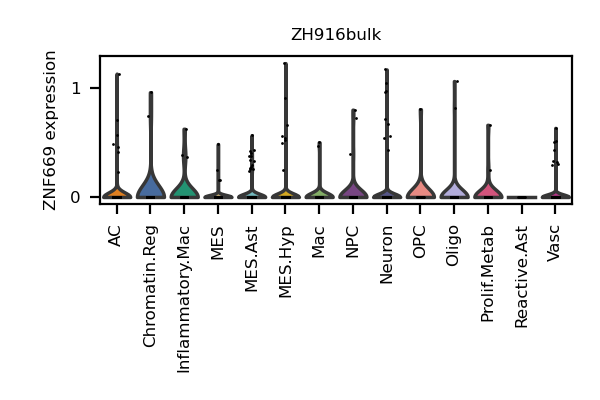 ZH916bulk
ZNF669 expression
1
0
AC
Chromatin.Reg
Inflammatory.Mac
MES
MES.Ast
MES.Hyp
Mac
NPC
Neuron
OPC
Oligo
Prolif.Metab
Reactive.Ast
Vasc